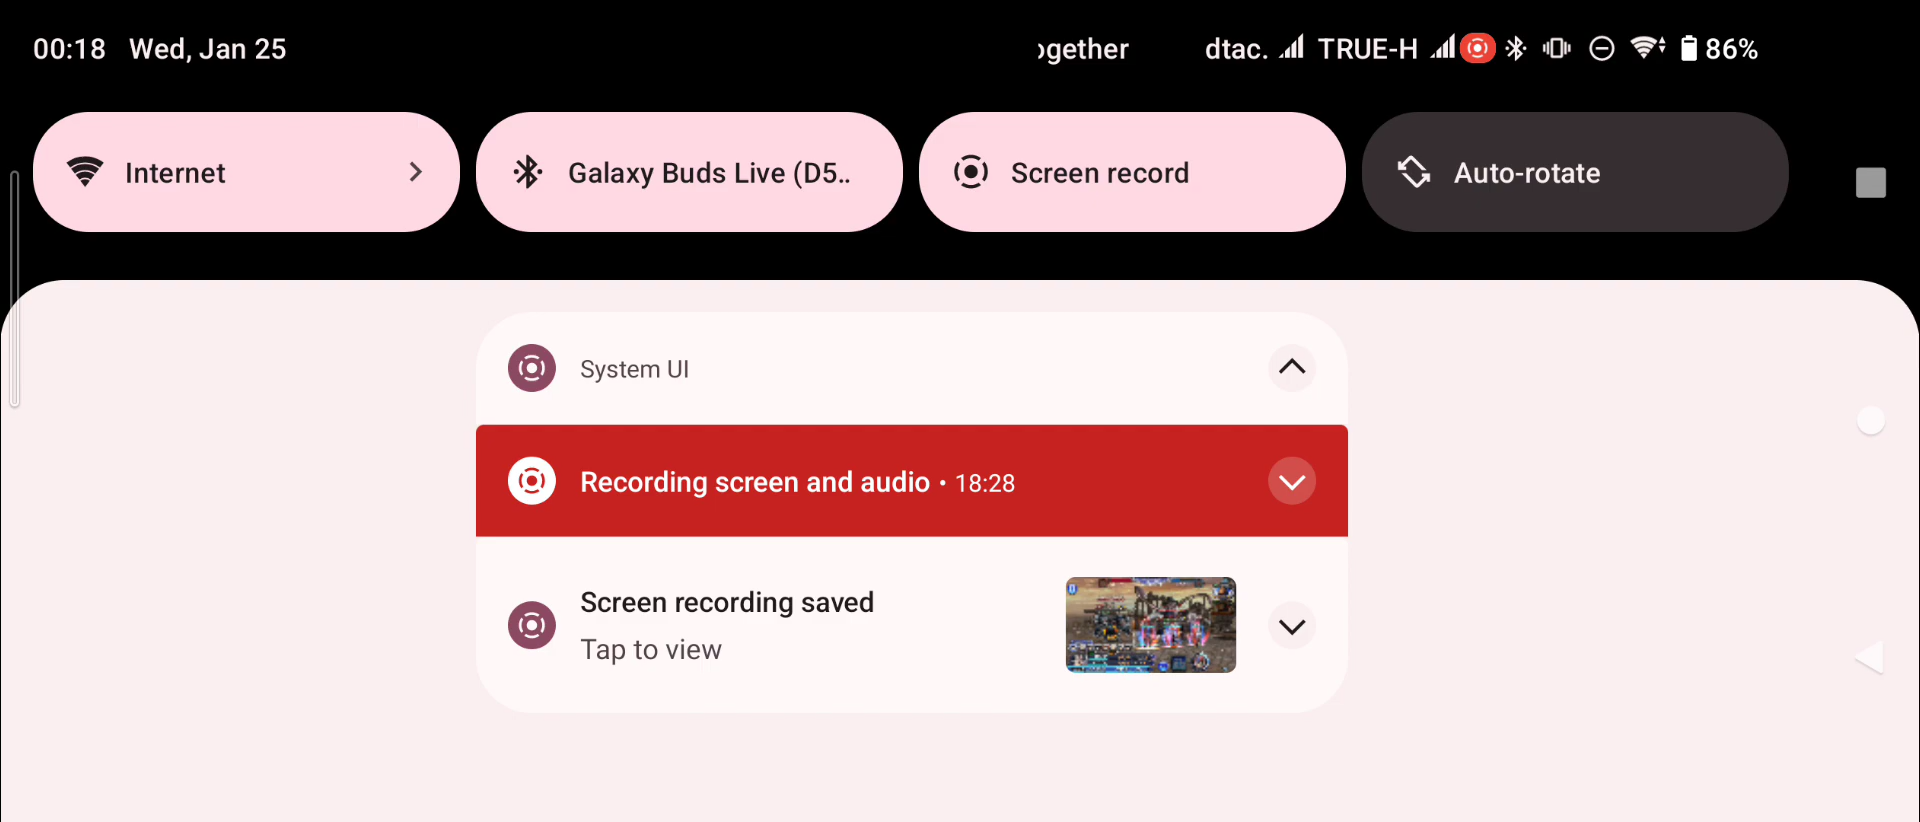 00:18 Wed, Jan 25 ogether dtac. TRUE-H 86%
Internet Galaxy Buds Live (D5.. Screen record Auto-rotate
System UI
Recording screen and audio • 18:28
Screen recording saved
Tap to view